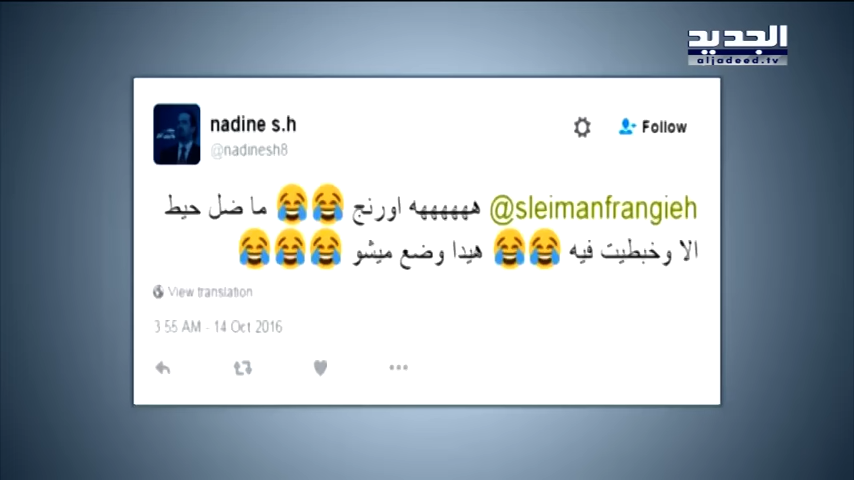 الجديد
aljadeed.tv
nadine s.h
@nadinesh8
Follow
@sleimanfrangieh هههههه اورنج 😂😂 ما ضل حيط
الا وخبطيت فيه 😂😂 هيدا وضع ميشو 😂😂😂
View translation
3:55 AM - 14 Oct 2016